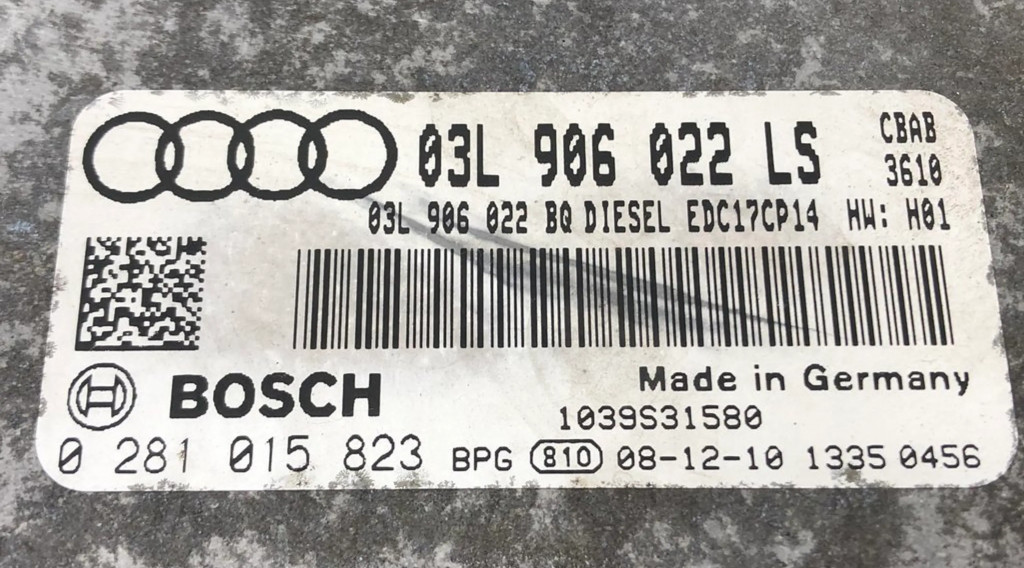 03L 906 022 LS CBAB
3610
03L 906 022 BQ DIESEL EDC17CP14 HW: H01
BOSCH
Made in Germany
1039S31580
0 281 015 823 BPG 810 08-12-10 1335 0456